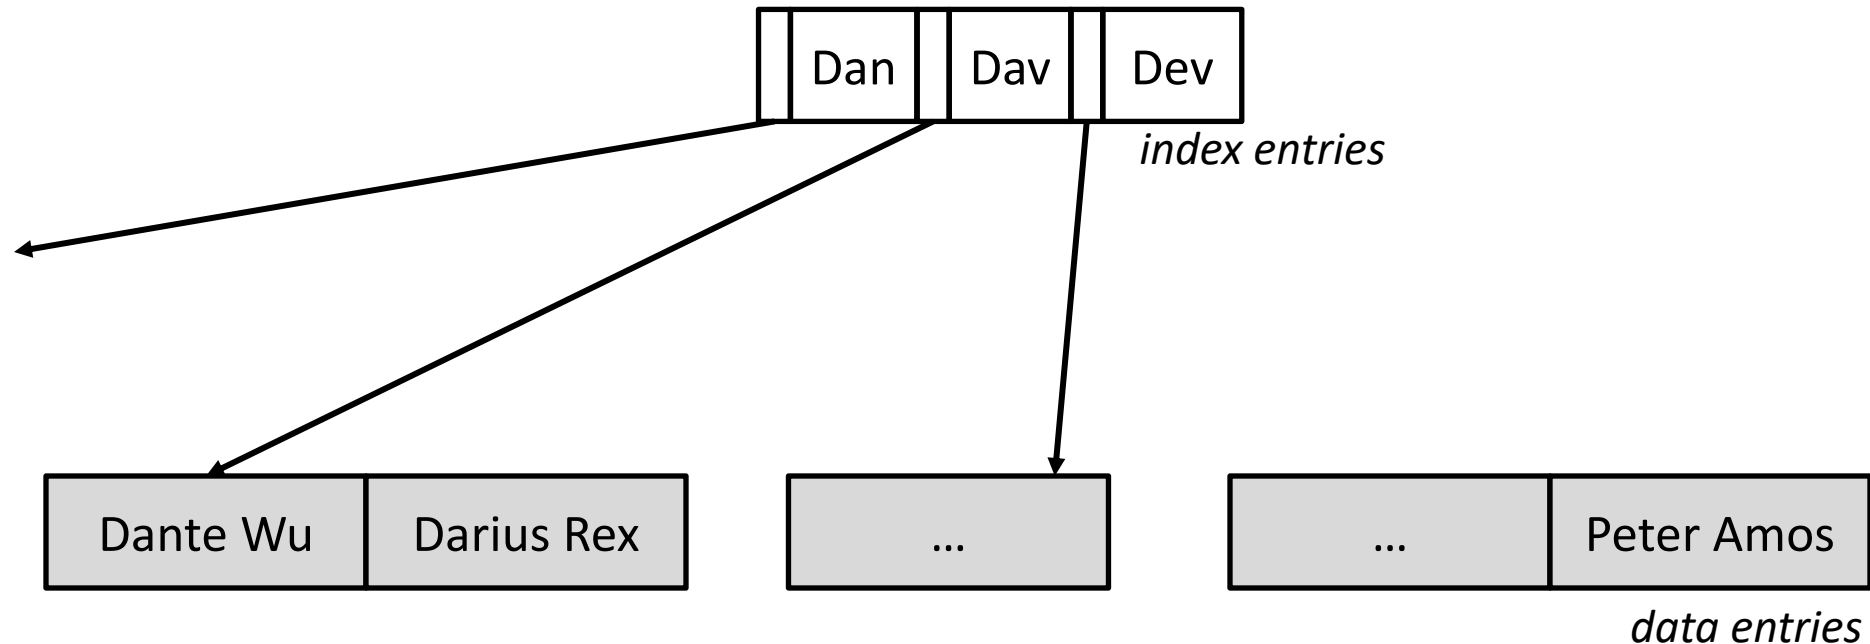 Dan Dav Dev
index entries
Dante Wu Darius Rex ... ... Peter Amos
data entries